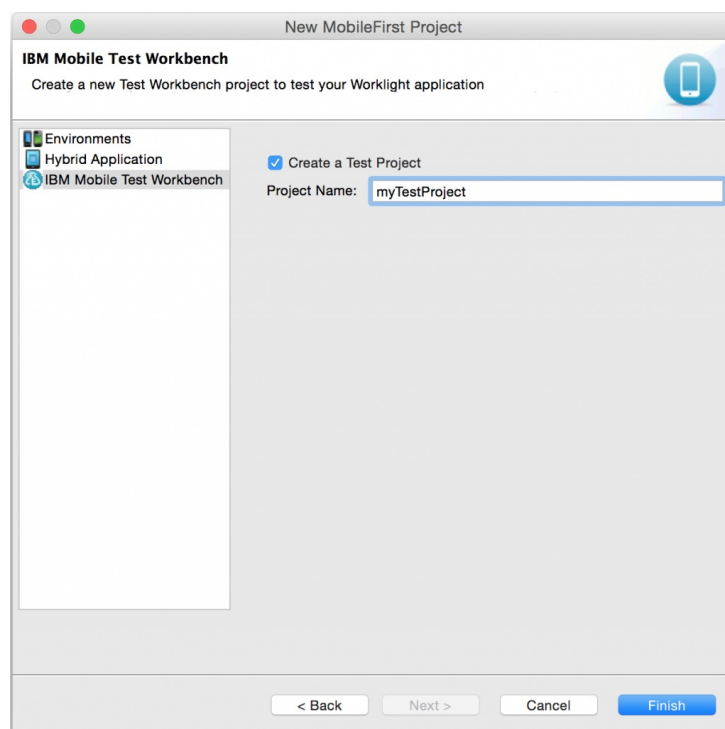 New MobileFirst Project
IBM Mobile Test Workbench
Create a new Test Workbench project to test your Worklight application
Environments
Hybrid Application
IBM Mobile Test Workbench
Create a Test Project
Project Name: myTestProject
< Back Next > Cancel Finish